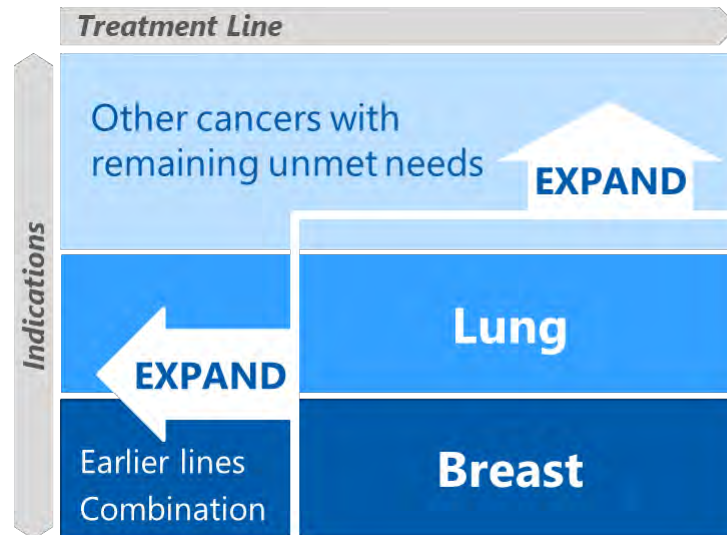 Treatment Line
Indications
Other cancers with
remaining unmet needs
EXPAND
Lung
EXPAND
Earlier lines
Combination
Breast